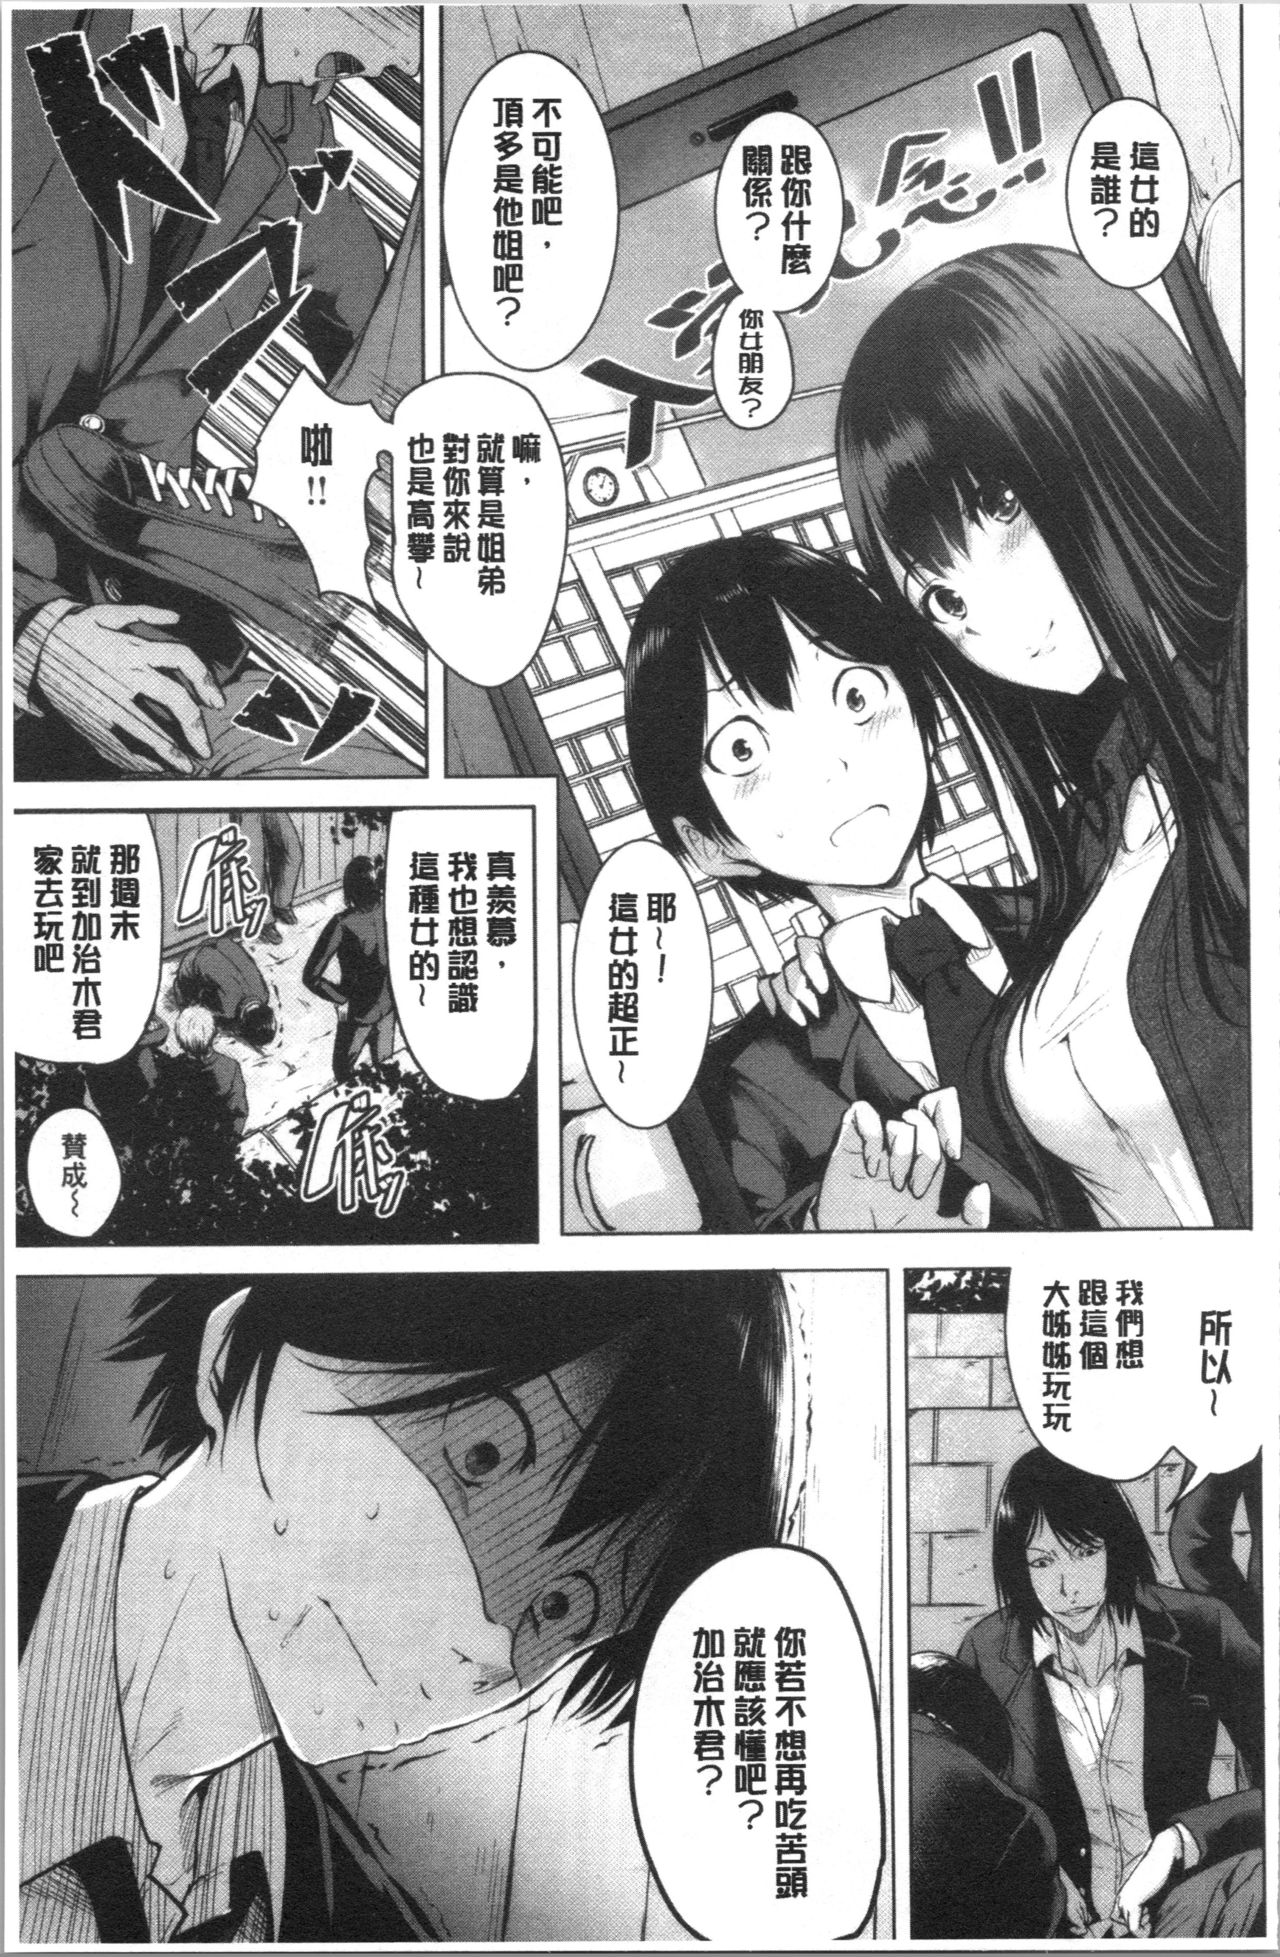 這女的
是誰？
跟你什麼
關係？
你女朋友？
不可能吧，
頂多是他姐吧？
嘛，
就算是姐弟
對你來說
也是高攀~
啦!!
耶~！
這女的超正~
真羨慕，
我也想認識
這種女的~
那週末
就到加治木君
家去玩吧
贊成~
所以~
我們想
跟這個
大姊姊玩玩
你若不想再吃苦頭
就應該懂吧？
加治木君？